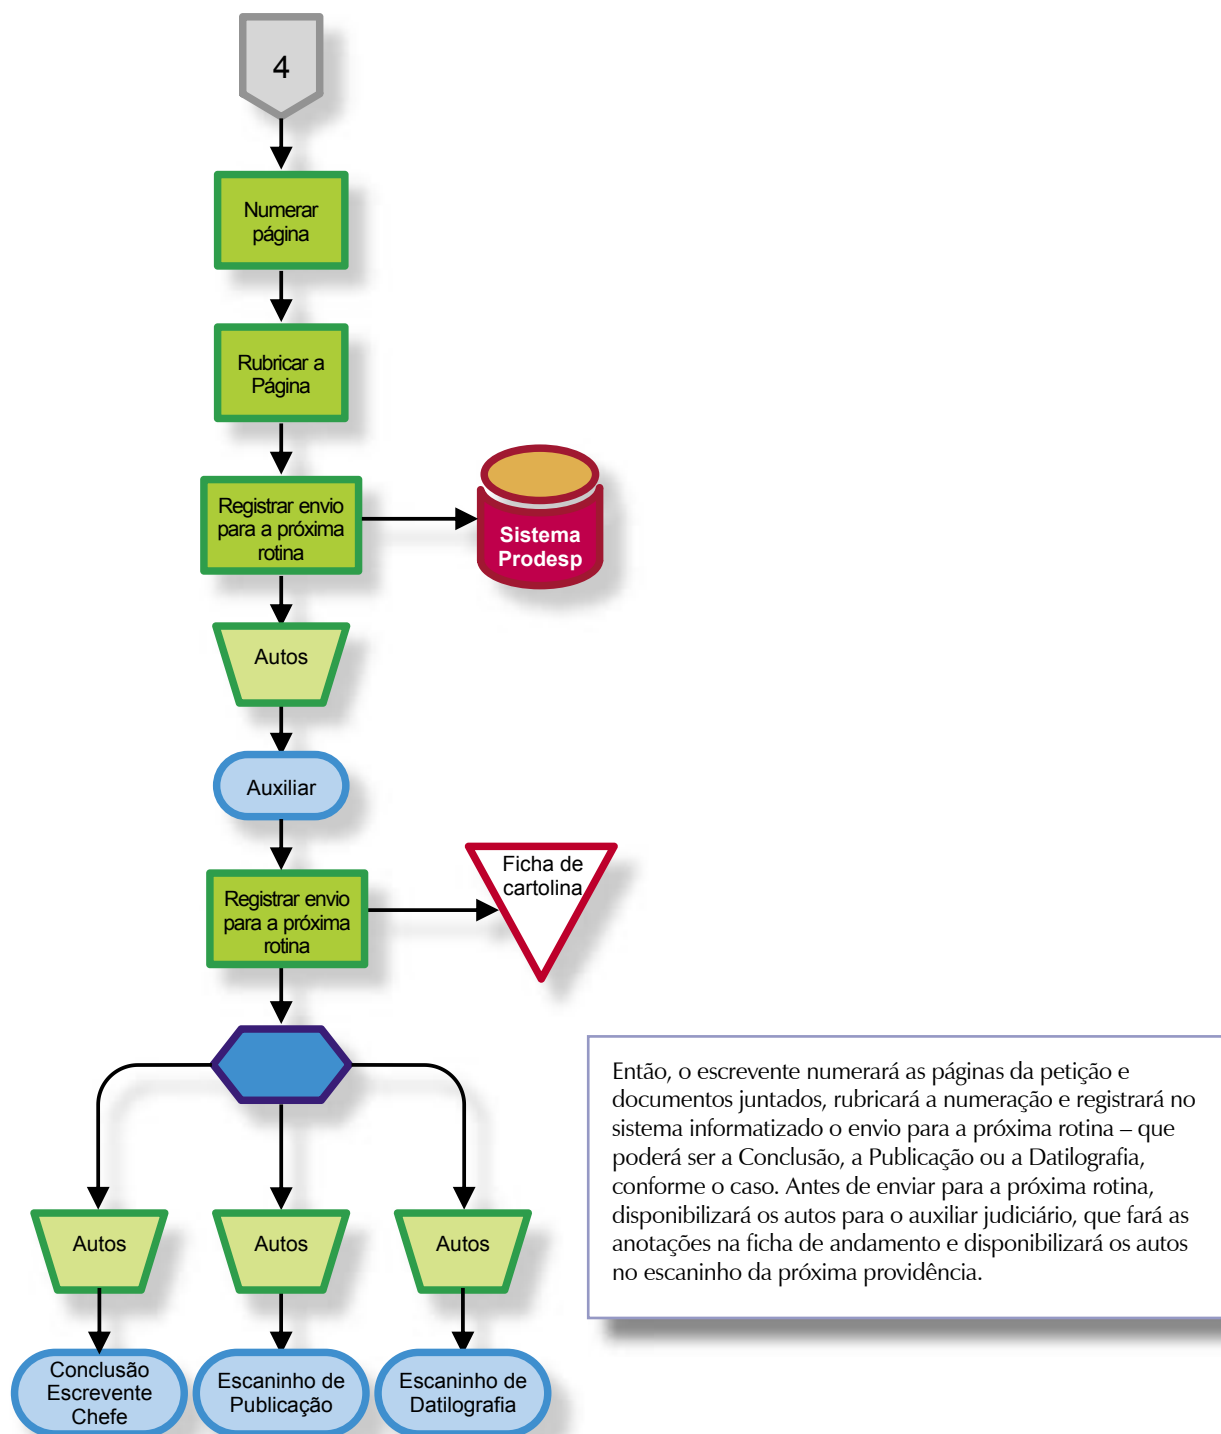 4
Numerar
página
Rubricar a
Página
Registrar envio
para a próxima
rotina
Sistema
Prodesp
Autos
Auxiliar
Ficha de
cartolina
Registrar envio
para a próxima
rotina
Então, o escrevente numerará as páginas da petição e
documentos juntados, rubricará a numeração e registrará no
sistema informatizado o envio para a próxima rotina – que
poderá ser a Conclusão, a Publicação ou a Datilografia,
conforme o caso. Antes de enviar para a próxima rotina,
disponibilizará os autos para o auxiliar judiciário, que fará as
anotações na ficha de andamento e disponibilizará os autos
no escaninho da próxima providência.
Autos
Autos
Autos
Conclusão
Escrevente
Chefe
Escaninho de
Publicação
Escaninho de
Datilografia